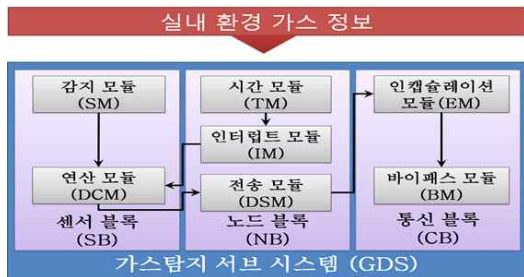 실내 환경 가스 정보
감지 모듈
(SM)
연산 모듈
(DCM)
센서 블록
(SB)
시간 모듈
(TM)
인터럽트 모듈
(IM)
전송 모듈
(DSM)
노드 블록
(NB)
인캡슐레이션
모듈(EM)
바이패스 모듈
(BM)
통신 블록
(CB)
가스탐지 서브 시스템 (GDS)